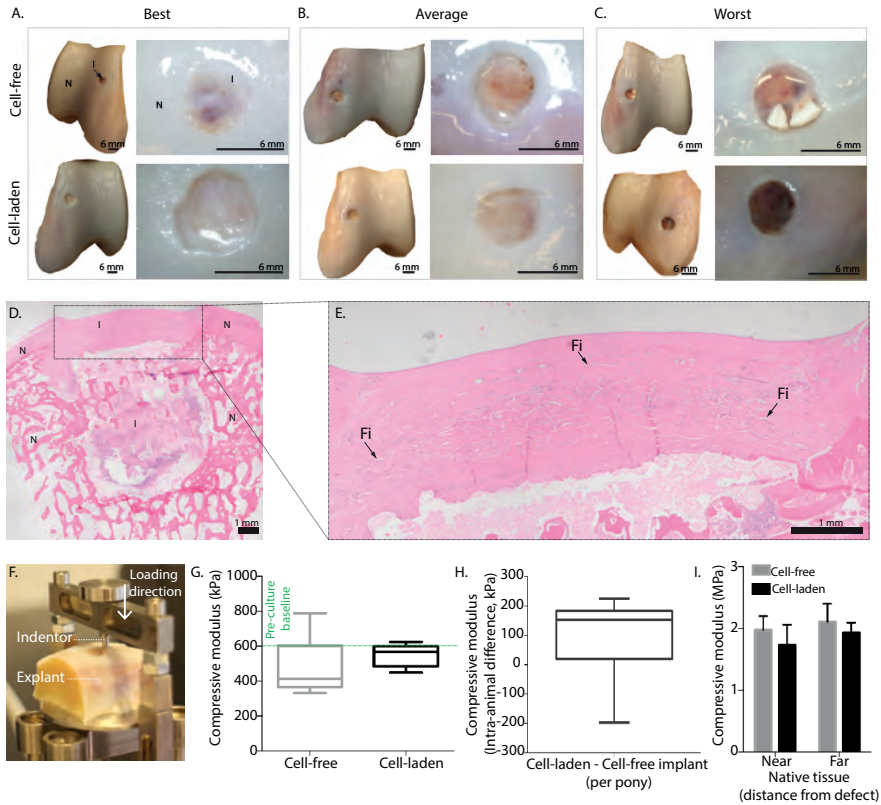 A. Best
B. Average
C. Worst
Cell-free
N
I
6 mm
N
I
6 mm
6 mm
6 mm
6 mm
6 mm
Cell-laden
6 mm
6 mm
6 mm
6 mm
6 mm
6 mm
D.
I
N
N
I
N
N
1 mm
E.
Fi
Fi
Fi
1 mm
F.
Loading
direction
Indentor
Explant
G.
Compressive modulus (kPa)
1000
800
600
400
200
0
Pre-culture
baseline
Cell-free
Cell-laden
H.
Compressive modulus
(Intra-animal difference, kPa)
300
200
100
0
-100
-200
-300
Cell-laden - Cell-free implant
(per pony)
I.
Compressive modulus (MPa)
3
2
1
0
Cell-free
Cell-laden
Near
Far
Native tissue
(distance from defect)